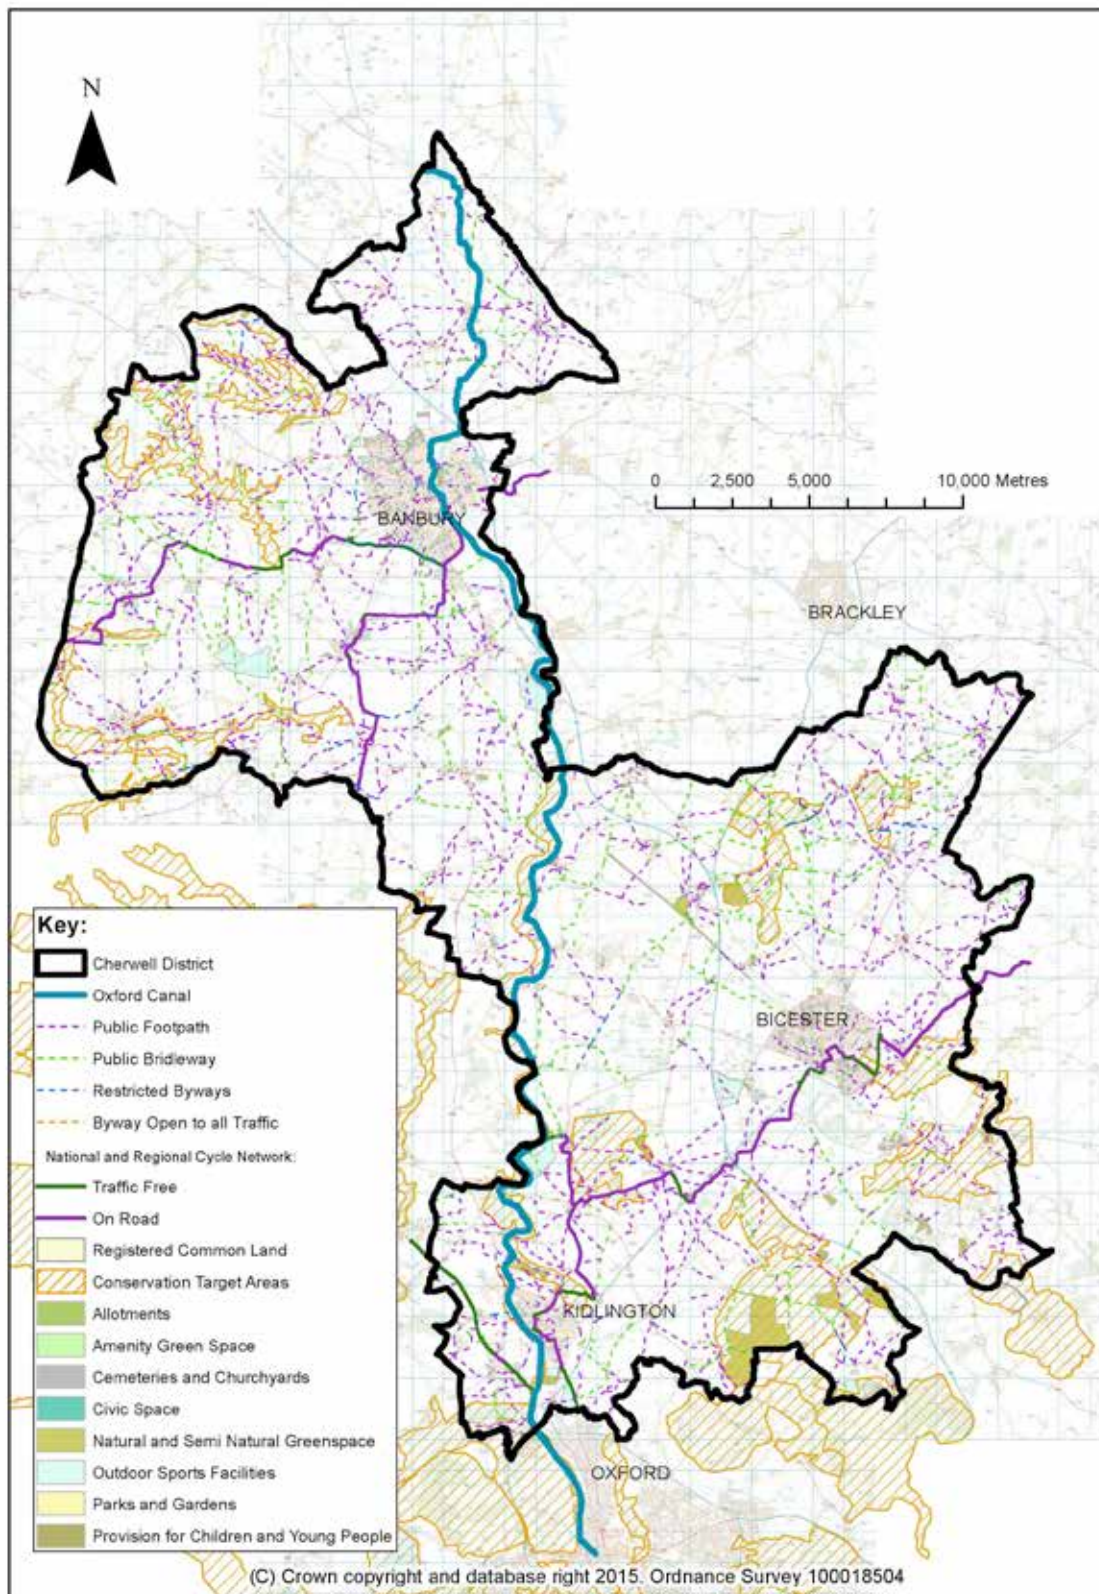 N
BANBURY
0 2,500 5,000 10,000 Metres
BRACKLEY
Key:
Cherwell District
Oxford Canal
Public Footpath
Public Bridleway
Restricted Byways
Byway Open to all Traffic
National and Regional Cycle Network:
Traffic Free
On Road
Registered Common Land
Conservation Target Areas
Allotments
Amenity Green Space
Cemeteries and Churchyards
Civic Space
Natural and Semi Natural Greenspace
Outdoor Sports Facilities
Parks and Gardens
Provision for Children and Young People
BICESTER
KIDLINGTON
OXFORD
(C) Crown copyright and database right 2015. Ordnance Survey 100018504